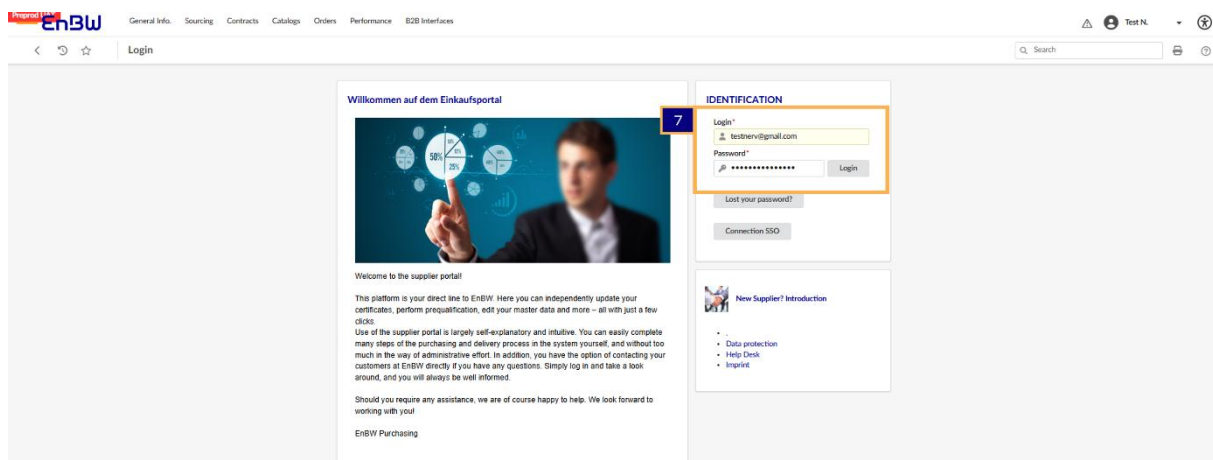 Preprod
EnBW
General Info. Sourcing Contracts Catalogs Orders Performance B2B Interfaces
Test N.
Login
Search
Willkommen auf dem Einkaufsportal
50%
25%
Welcome to the supplier portal!
This platform is your direct line to EnBW. Here you can independently update your
certificates, perform prequalification, edit your master data and more – all with just a few
clicks.
Use of the supplier portal is largely self-explanatory and intuitive. You can easily complete
many steps of the purchasing and delivery process in the system yourself, and without too
much in the way of administrative effort. In addition, you have the option of contacting your
customers at EnBW directly if you have any questions. Simply log in and take a look
around, and you will always be well informed.
Should you require any assistance, we are of course happy to help. We look forward to
working with you!
EnBW Purchasing
IDENTIFICATION
7
Login*
testnerv@gmail.com
Password*
•••••••••••••••
Login
Lost your password?
Connection SSO
New Supplier? Introduction
• .
• Data protection
• Help Desk
• Imprint